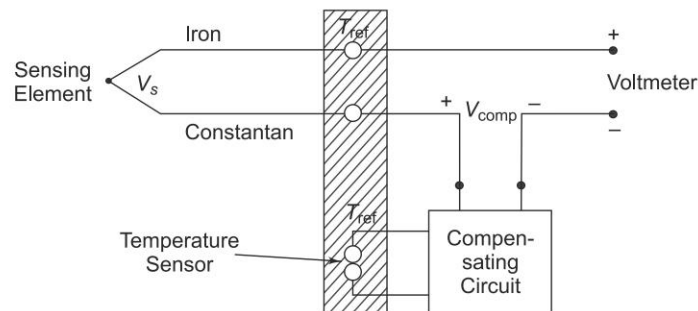 Iron
T_ref
+
Sensing
Element
V_s
Voltmeter
Constantan
+ V_comp −
−
T_ref
Temperature
Sensor
Compen-
sating
Circuit